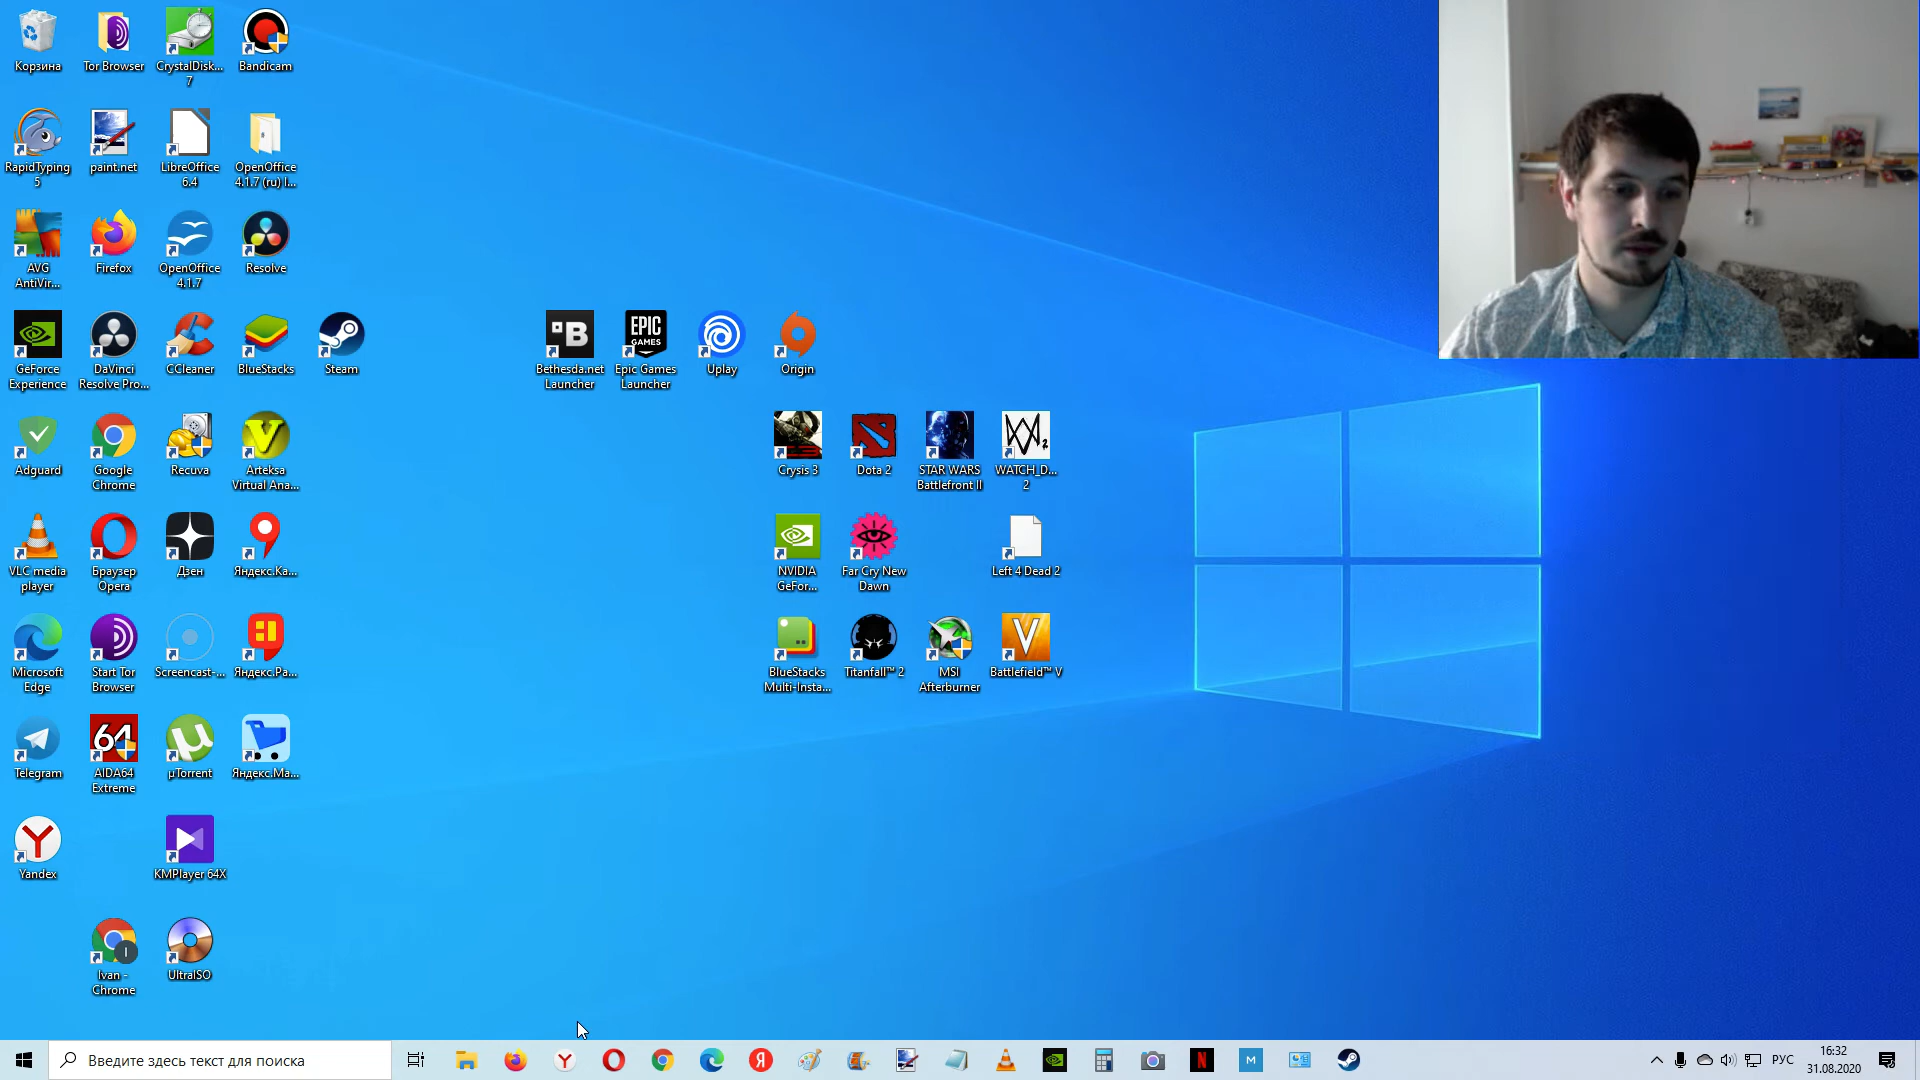 Корзина
Tor Browser
CrystalDisk...
7
Bandicam
RapidTyping
5
paint.net
LibreOffice
6.4
OpenOffice
4.1.7 (ru) I...
AVG
AntiVir...
Firefox
OpenOffice
4.1.7
Resolve
GeForce
Experience
DaVinci
Resolve Pro...
CCleaner
BlueStacks
Steam
B
Bethesda.net
Launcher
EPIC
GAMES
Epic Games
Launcher
Uplay
Origin
Adguard
Google
Chrome
Recuva
V
Arteksa
Virtual Ana...
Crysis 3
Dota 2
STAR WARS
Battlefront II
2
WATCH_D...
2
VLC media
player
Браузер
Opera
Дзен
Яндекс.Ка...
NVIDIA
GeFor...
Far Cry New
Dawn
Left 4 Dead 2
Microsoft
Edge
Start Tor
Browser
Screencast-...
Яндекс.Ра...
BlueStacks
Multi-Insta...
Titanfall™ 2
MSI
Afterburner
V
Battlefield™ V
Telegram
64
AIDA64
Extreme
µ
µTorrent
Яндекс.Ма...
Y
Yandex
KMPlayer 64X
I
Ivan -
Chrome
UltraISO
Введите здесь текст для поиска
Y
Я
N
M
РУС
16:32
31.08.2020